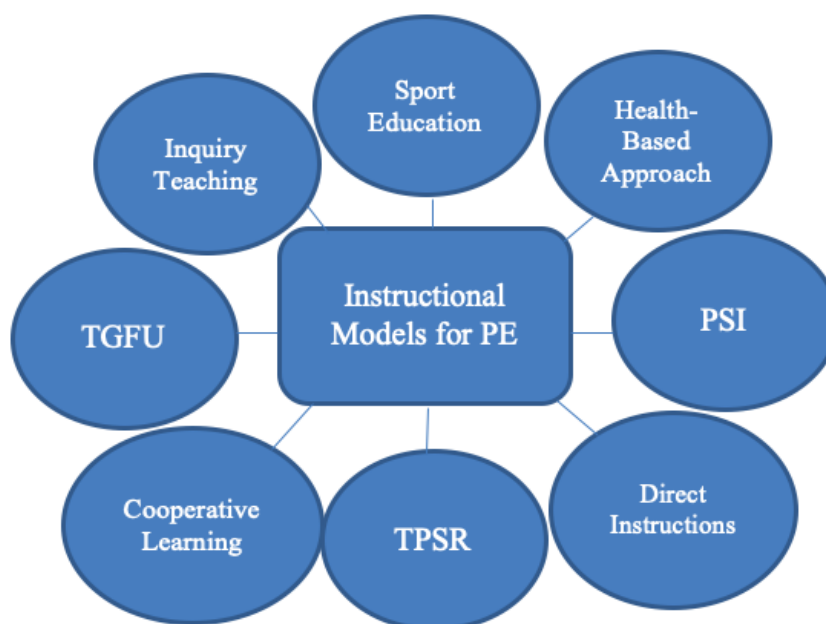 Sport
Education
Health-
Based
Approach
Inquiry
Teaching
Instructional
Models for PE
PSI
TGFU
Direct
Instructions
Cooperative
Learning
TPSR